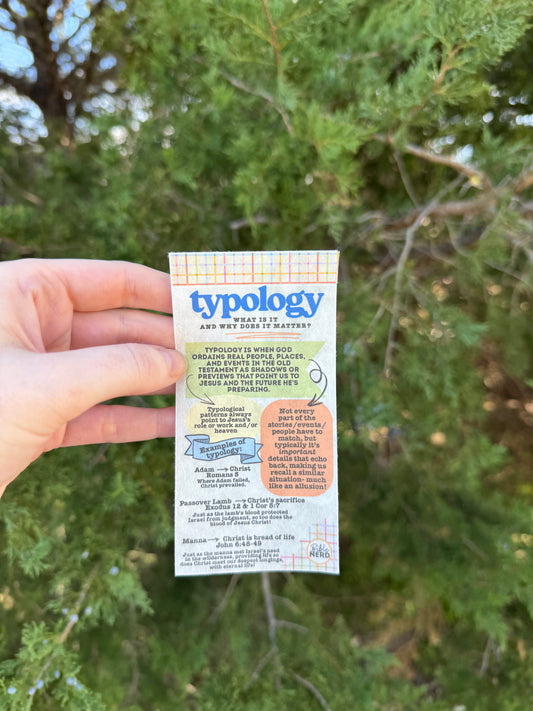 typology
WHAT IS IT
AND WHY DOES IT MATTER?
TYPOLOGY IS WHEN GOD
ORDAINS REAL PEOPLE, PLACES,
AND EVENTS IN THE OLD
TESTAMENT AS SHADOWS OR
PREVIEWS THAT POINT US TO
JESUS AND THE FUTURE HE'S
PREPARING.
Typological
patterns always
point to Jesus's
role or work and/or
heaven
Not every
part of the
stories/events/
people have to
match, but
typically it's
important
details that echo
back, making us
recall a similar
situation- much
like an allusion!
Examples of
typology:
Adam → Christ
Romans 5
Where Adam failed,
Christ prevailed.
Passover Lamb → Christ's sacrifice
Exodus 12 & 1 Cor 5:7
Just as the lamb's blood protected
Israel from judgment, so too does the
blood of Jesus Christ!
Manna → Christ is bread of life
John 6:48-49
Just as the manna met Israel's need
in the wilderness, providing life so
does Christ meet our deepest longings,
with eternal life!
Bible
NERD